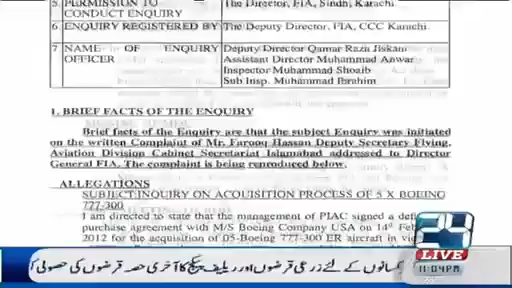 5. PERMISSION TO CONDUCT ENQUIRY The Director, FIA, Sindh, Karachi
6 ENQUIRY REGISTERED BY The Deputy Director, FIA, CCC Karachi
7 NAME OF ENQUIRY OFFICER Deputy Director Qamar Raza Jiskani
Assistant Director Muhammad Anwar
Inspector Muhammad Shoaib
Sub Insp. Muhammad Ibrahim
1. BRIEF FACTS OF THE ENQUIRY
Brief facts of the Enquiry are that the subject Enquiry was initiated
on the written Complaint of Mr. Farooq Hassan Deputy Secretary Flying,
Aviation Division Cabinet Secretariat Islamabad addressed to Director
General FIA. The complaint is being reproduced below.
ALLEGATIONS
SUBJECT:INQUIRY ON ACQUISITION PROCESS OF 5 X BOEING
777-300
I am directed to state that the management of PIAC signed a
purchase agreement with M/S Boeing Company USA on 14th
2012 for the acquisition of 05-Boeing 777-300 ER aircraft in
24
LIVE
11:04PM
کسانوں کے لئے زرعی قرضوں اور ریلیف پیکج کا آخری حصہ قرضوں کی حصولی